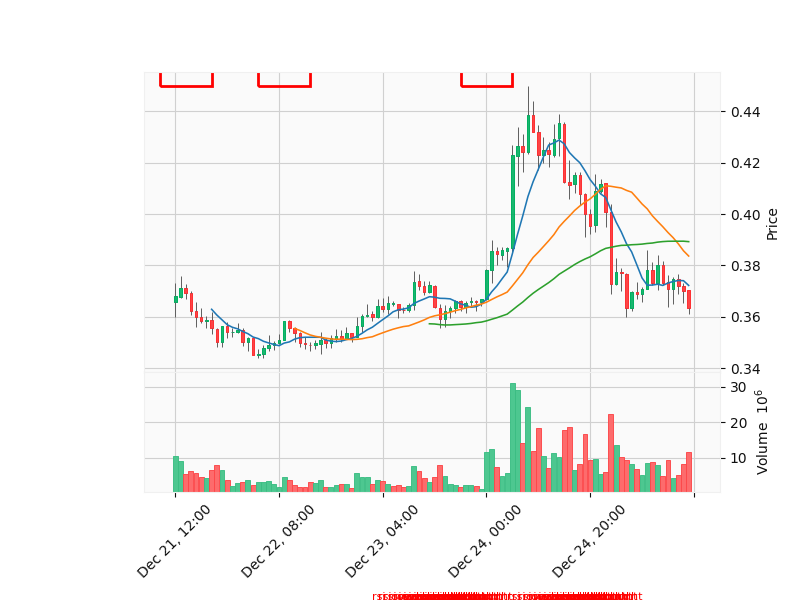 0.44
0.42
0.40
0.38
0.36
0.34
Price
30
20
10
Volume 10⁶
Dec 21, 12:00
Dec 22, 08:00
Dec 23, 04:00
Dec 24, 00:00
Dec 24, 20:00